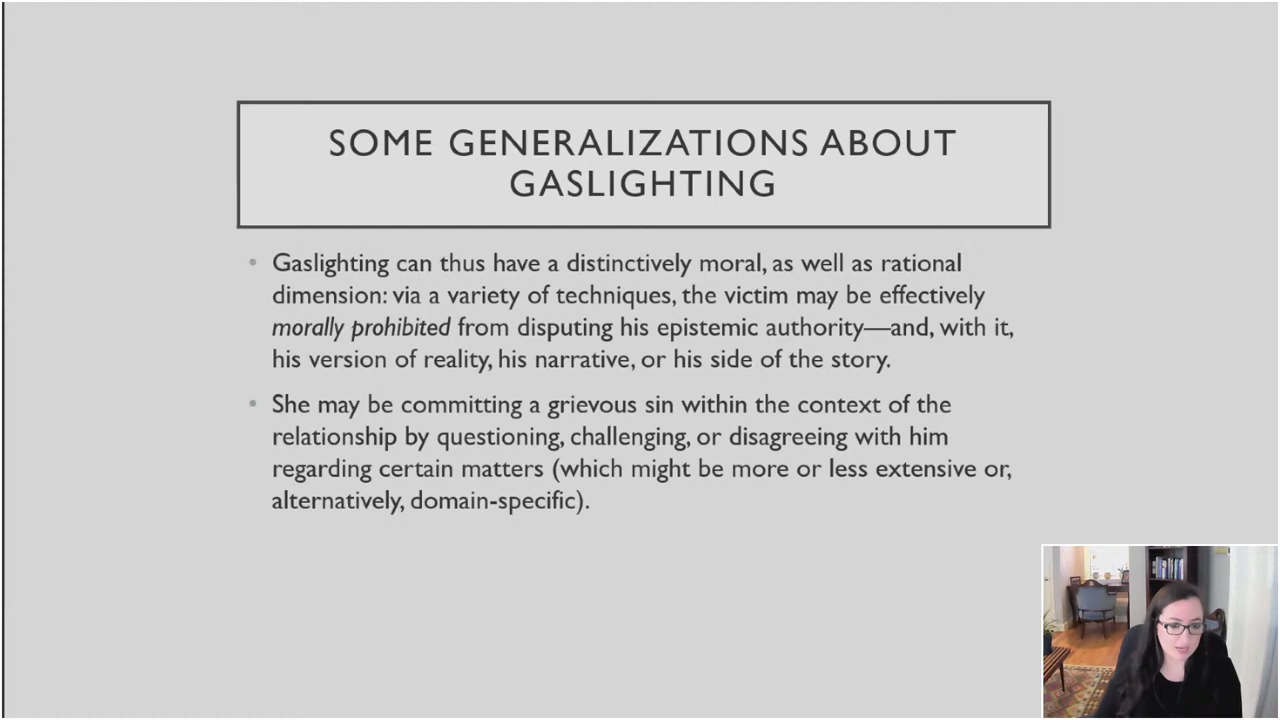 SOME GENERALIZATIONS ABOUT
GASLIGHTING
• Gaslighting can thus have a distinctively moral, as well as rational
dimension: via a variety of techniques, the victim may be effectively
morally prohibited from disputing his epistemic authority—and, with it,
his version of reality, his narrative, or his side of the story.
• She may be committing a grievous sin within the context of the
relationship by questioning, challenging, or disagreeing with him
regarding certain matters (which might be more or less extensive or,
alternatively, domain-specific).